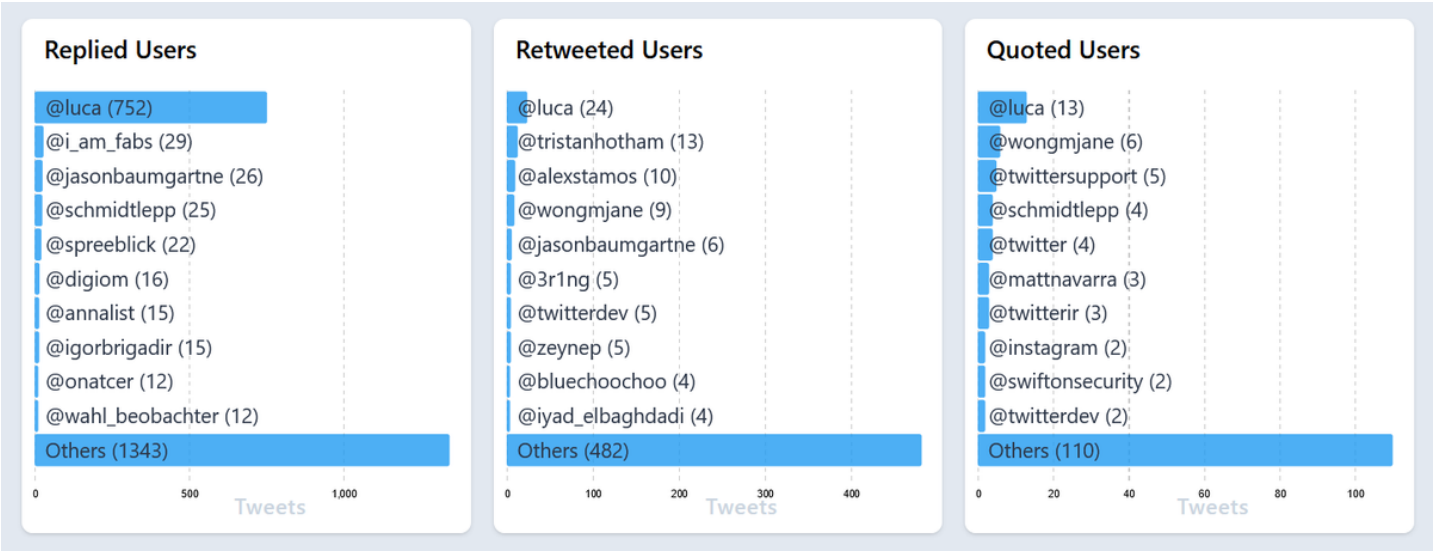 Replied Users
@luca (752)
@i_am_fabs (29)
@jasonbaumgartne (26)
@schmidtlepp (25)
@spreeblick (22)
@digiom (16)
@annalist (15)
@igorbrigadir (15)
@onatcer (12)
@wahl_beobachter (12)
Others (1343)
0 500 1,000
Tweets
Retweeted Users
@luca (24)
@tristanhotham (13)
@alexstamos (10)
@wongmjane (9)
@jasonbaumgartne (6)
@3r1ng (5)
@twitterdev (5)
@zeynep (5)
@bluechoochoo (4)
@iyad_elbaghdadi (4)
Others (482)
0 100 200 300 400
Tweets
Quoted Users
@luca (13)
@wongmjane (6)
@twittersupport (5)
@schmidtlepp (4)
@twitter (4)
@mattnavarra (3)
@twitterir (3)
@instagram (2)
@swiftonsecurity (2)
@twitterdev (2)
Others (110)
0 20 40 60 80 100
Tweets